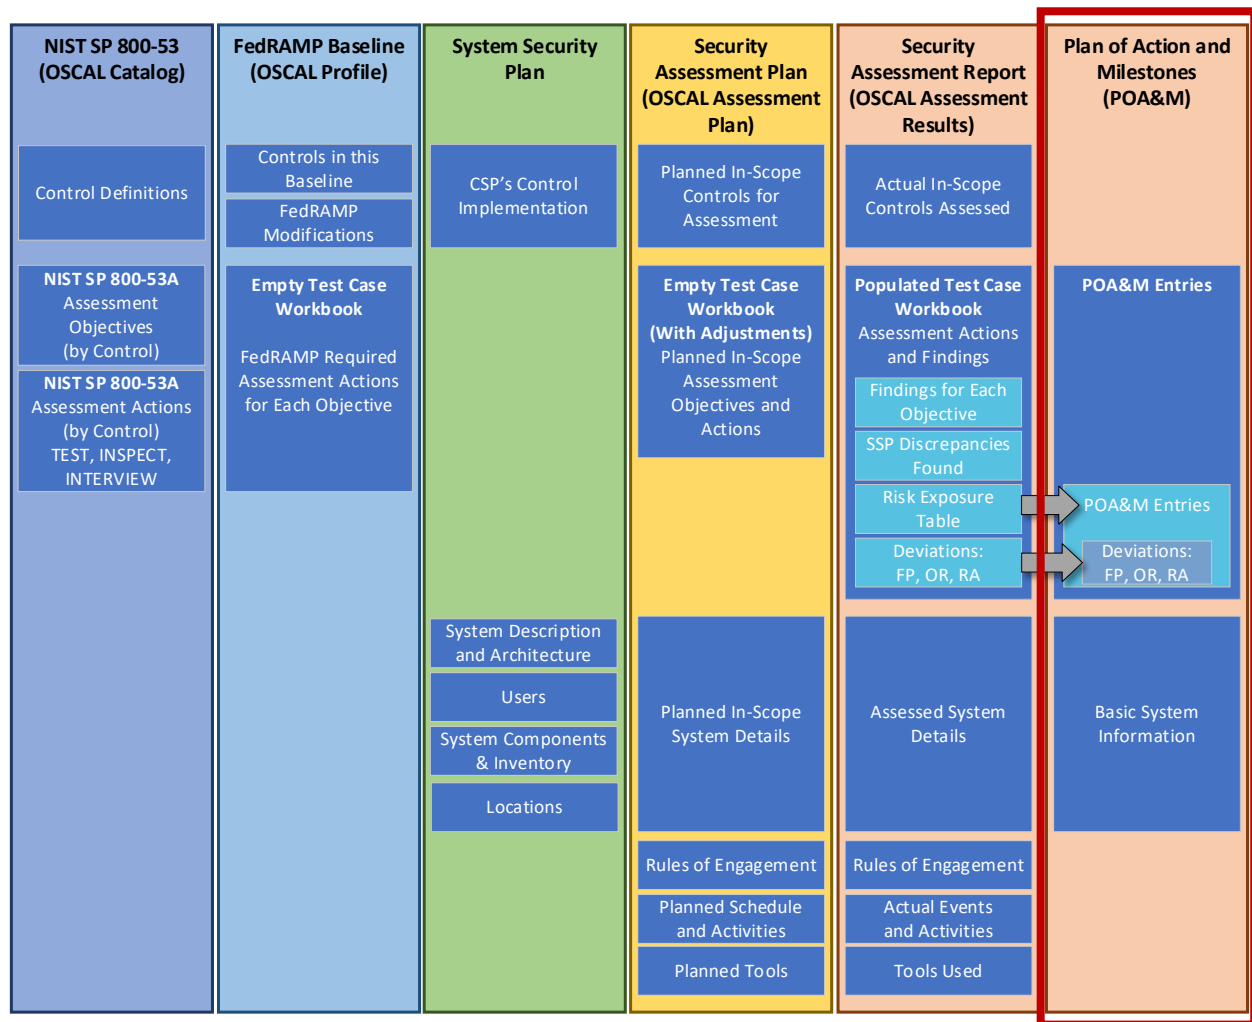 NIST SP 800-53
(OSCAL Catalog)
Control Definitions
NIST SP 800-53A
Assessment
Objectives
(by Control)
NIST SP 800-53A
Assessment Actions
(by Control)
TEST, INSPECT,
INTERVIEW
FedRAMP Baseline
(OSCAL Profile)
Controls in this
Baseline
FedRAMP
Modifications
Empty Test Case
Workbook
FedRAMP Required
Assessment Actions
for Each Objective
System Security
Plan
CSP's Control
Implementation
System Description
and Architecture
Users
System Components
& Inventory
Locations
Security
Assessment Plan
(OSCAL Assessment
Plan)
Planned In-Scope
Controls for
Assessment
Empty Test Case
Workbook
(With Adjustments)
Planned In-Scope
Assessment
Objectives and
Actions
Planned In-Scope
System Details
Rules of Engagement
Planned Schedule
and Activities
Planned Tools
Security
Assessment Report
(OSCAL Assessment
Results)
Actual In-Scope
Controls Assessed
Populated Test Case
Workbook
Assessment Actions
and Findings
Findings for Each
Objective
SSP Discrepancies
Found
Risk Exposure
Table
Deviations:
FP, OR, RA
Assessed System
Details
Rules of Engagement
Actual Events
and Activities
Tools Used
Plan of Action and
Milestones
(POA&M)
POA&M Entries
POA&M Entries
Deviations:
FP, OR, RA
Basic System
Information